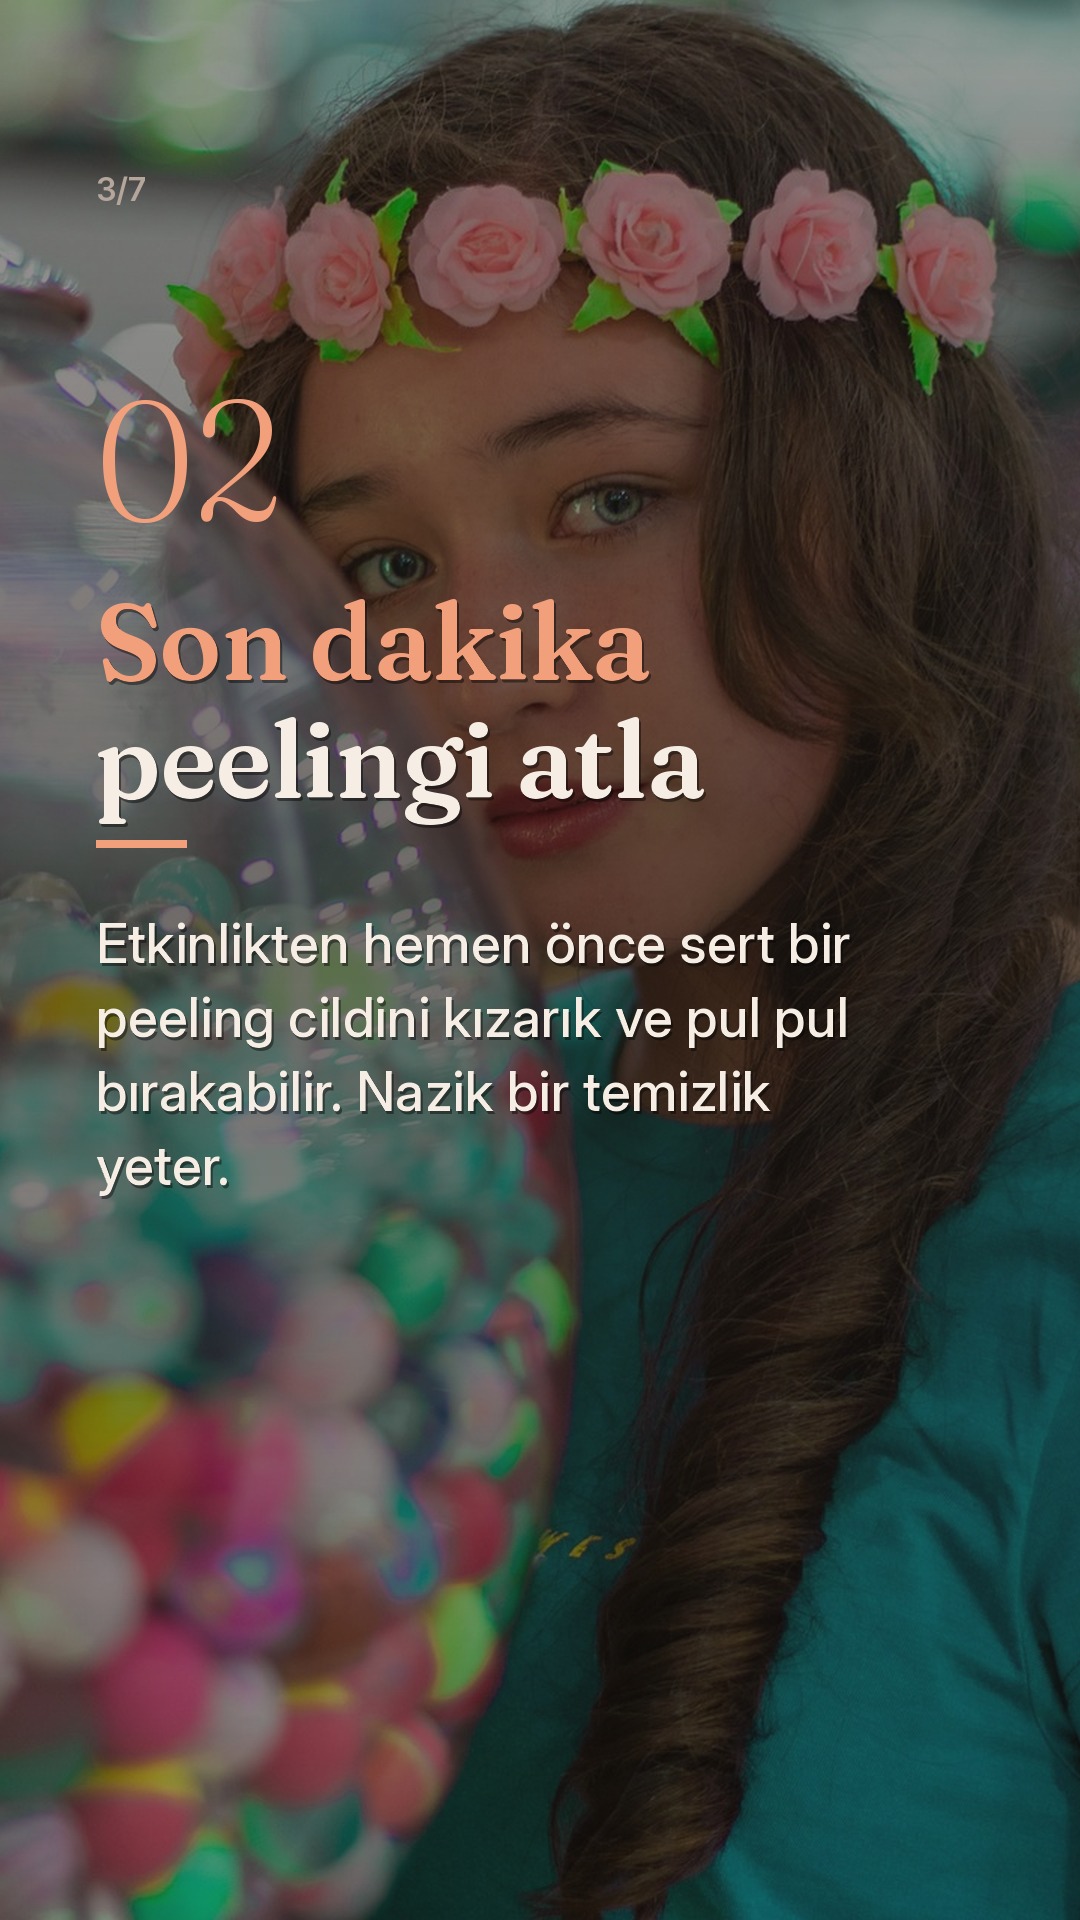 3/7
02
Son dakika
peelingi atla
Etkinlikten hemen önce sert bir
peeling cildini kızarık ve pul pul
bırakabilir. Nazik bir temizlik
yeter.